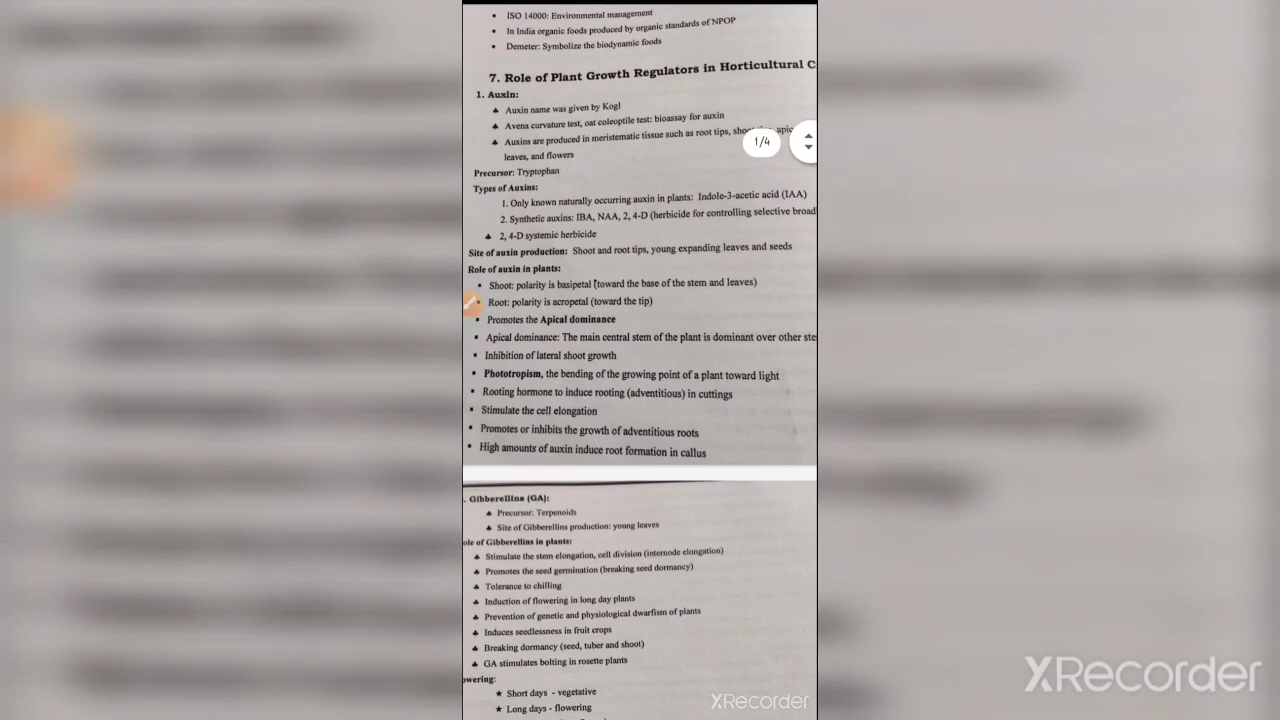 ISO 14000: Environmental management
In India organic foods produced by organic standards of NPOP
Demeter: Symbolize the biodynamic foods
7. Role of Plant Growth Regulators in Horticultural C
1. Auxin:
Auxin name was given by Kogl
Avena curvature test, oat coleoptile test: bioassay for auxin
Auxins are produced in meristematic tissue such as root tips,
1/4
leaves, and flowers
Precursor: Tryptophan
Types of Auxins:
1. Only known naturally occurring auxin in plants: Indole-3-acetic acid (IAA)
2. Synthetic auxins: IBA, NAA, 2, 4-D (herbicide for controlling selective broad
2, 4-D systemic herbicide
Site of auxin production: Shoot and root tips, young expanding leaves and seeds
Role of auxin in plants:
Shoot: polarity is basipetal (toward the base of the stem and leaves)
Root: polarity is acropetal (toward the tip)
Promotes the Apical dominance
Apical dominance: The main central stem of the plant is dominant over other ste
Inhibition of lateral shoot growth
Phototropism, the bending of the growing point of a plant toward light
Rooting hormone to induce rooting (adventitious) in cuttings
Stimulate the cell elongation
Promotes or inhibits the growth of adventitious roots
High amounts of auxin induce root formation in callus
. Gibberellins (GA):
Precursor: Terpenoids
Site of Gibberellins production: young leaves
ole of Gibberellins in plants:
Stimulate the stem elongation, cell division (internode elongation)
Promotes the seed germination (breaking seed dormancy)
Tolerance to chilling
Induction of flowering in long day plants
Prevention of genetic and physiological dwarfism of plants
Induces seedlessness in fruit crops
Breaking dormancy (seed, tuber and shoot)
GA stimulates bolting in rosette plants
owering:
Short days - vegetative
Long days - flowering
XRecorder
XRecorder